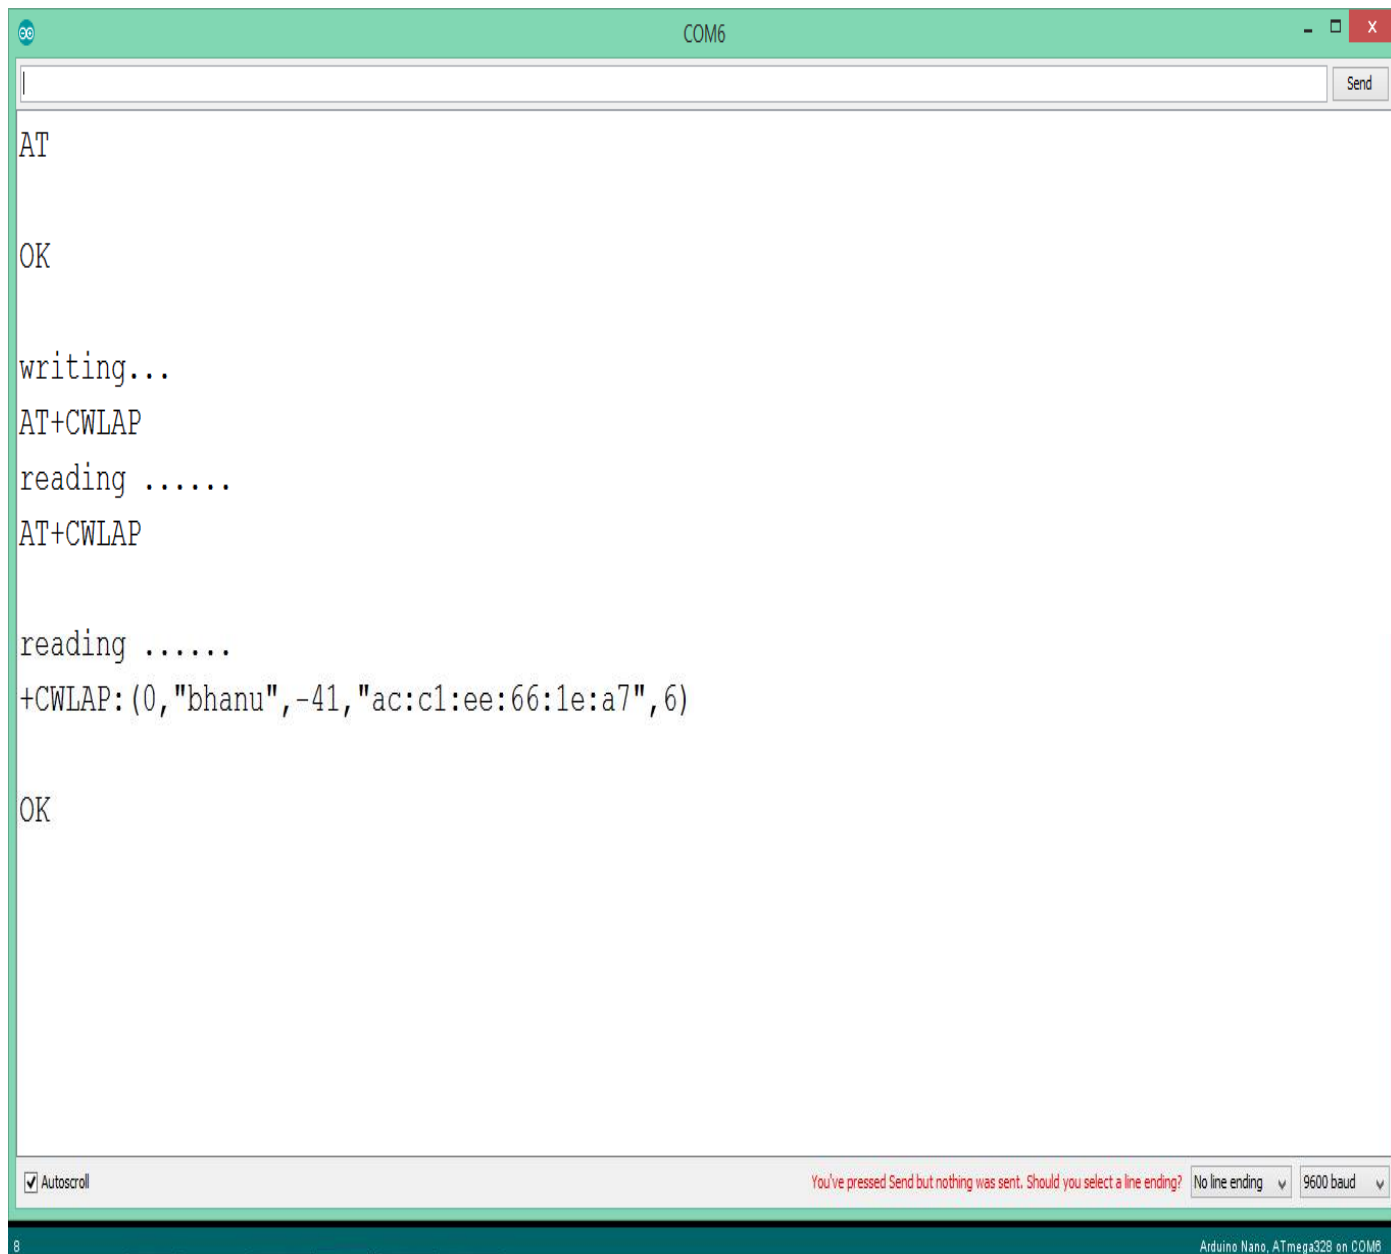 COM6
Send
AT
OK
writing...
AT+CWLAP
reading ......
AT+CWLAP
reading ......
+CWLAP:(0,"bhanu",-41,"ac:c1:ee:66:1e:a7",6)
OK
Autoscroll
You've pressed Send but nothing was sent. Should you select a line ending?
No line ending
9600 baud
8
Arduino Nano, ATmega328 on COM6